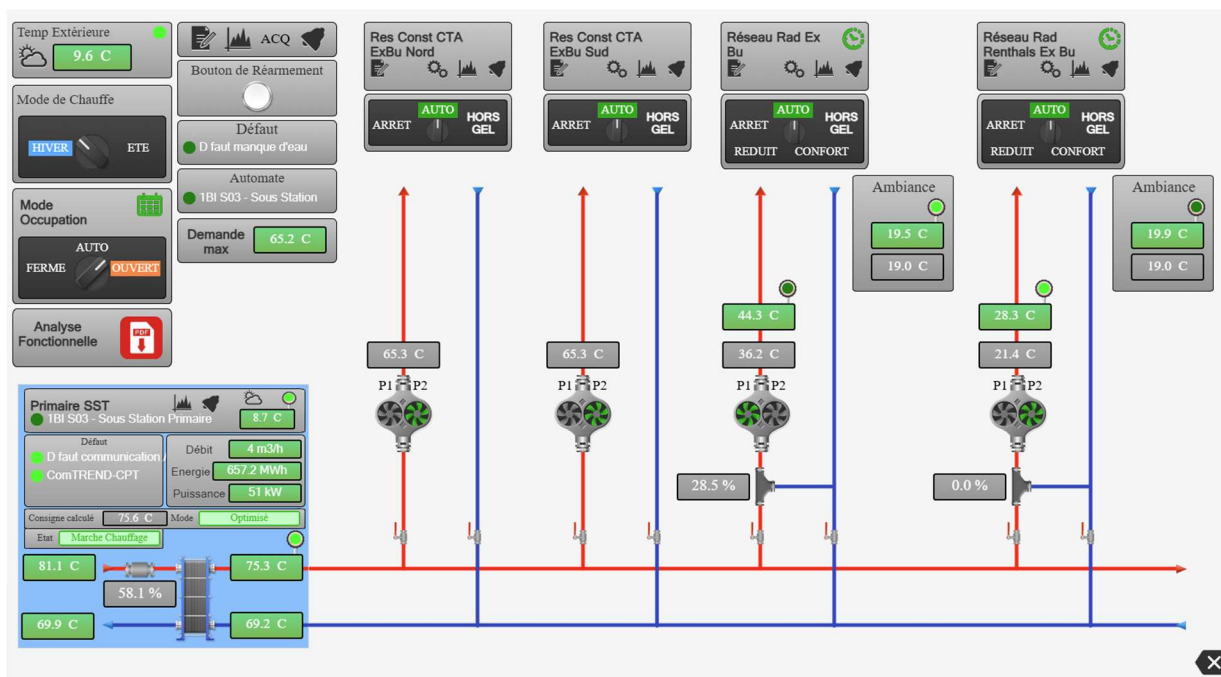 Temp Extérieure
9.6 C
ACQ
Bouton de Réarmement
Mode de Chauffe
HIVER
ETE
Défaut
D faut manque d'eau
Automate
1BI S03 - Sous Station
Mode
Occupation
AUTO
FERME
OUVERT
Demande
max
65.2 C
Analyse
Fonctionnelle
PDF
Res Const CTA
ExBu Nord
AUTO
ARRET
HORS
GEL
Res Const CTA
ExBu Sud
AUTO
ARRET
HORS
GEL
Réseau Rad Ex
Bu
AUTO
ARRET
HORS
GEL
REDUIT CONFORT
Réseau Rad
Renthals Ex Bu
AUTO
ARRET
HORS
GEL
REDUIT CONFORT
Ambiance
19.5 C
19.0 C
Ambiance
19.9 C
19.0 C
44.3 C
28.3 C
65.3 C
65.3 C
36.2 C
21.4 C
P1 P2
P1 P2
P1 P2
P1 P2
28.5 %
0.0 %
Primaire SST
1BI S03 - Sous Station Primaire
8.7 C
Défaut
D faut communication /
ComTREND-CPT
Débit
4 m3/h
Energie
657.2 MWh
Puissance
51 kW
Consigne calculé
75.6 C
Mode
Optimisé
Etat
Marche Chauffage
81.1 C
75.3 C
58.1 %
69.9 C
69.2 C